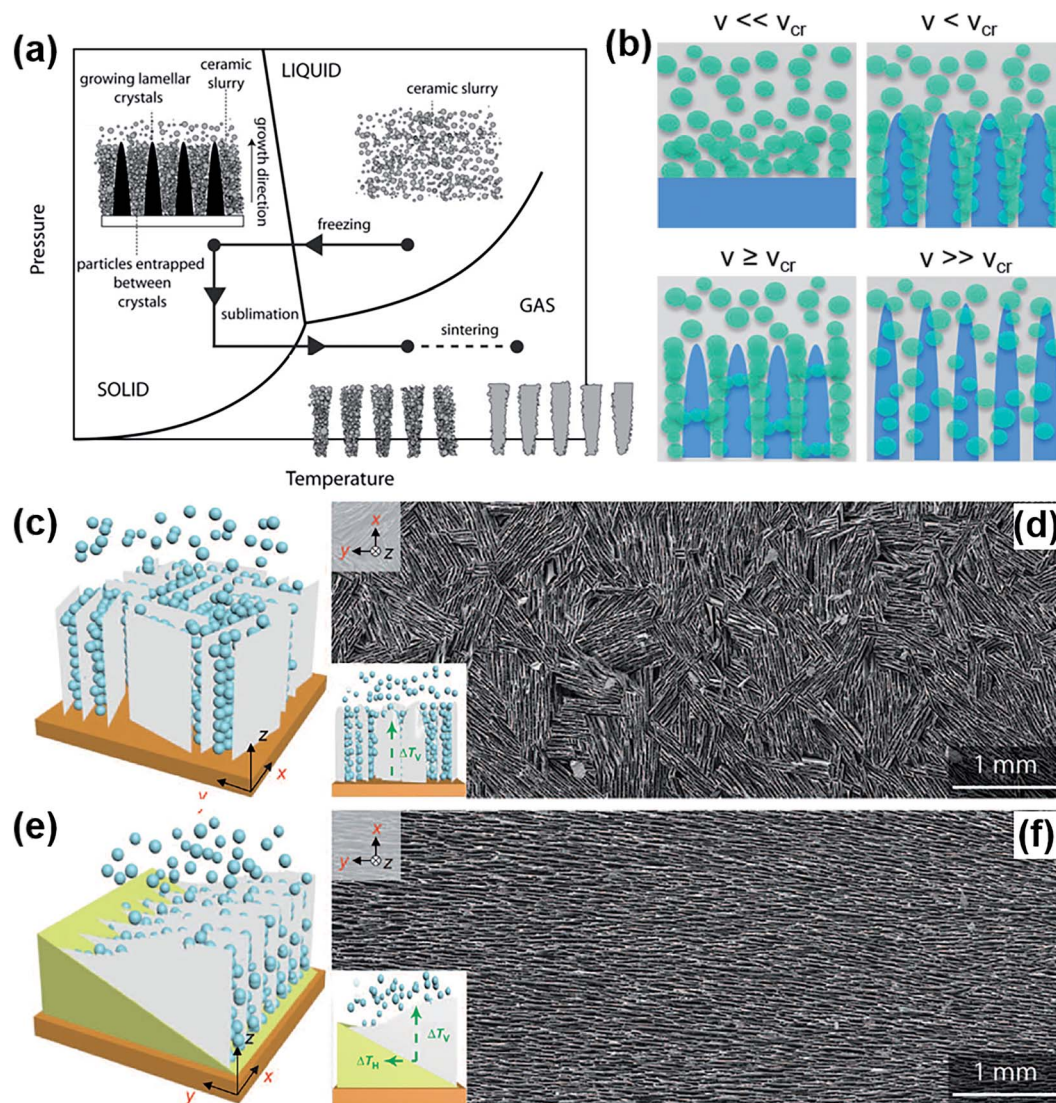 (a)
growing lamellar
crystals
ceramic
slurry
growth direction
particles entrapped
between
crystals
LIQUID
ceramic slurry
freezing
sublimation
GAS
sintering
SOLID
Pressure
Temperature
(b)
v << vcr
v < vcr
v ≥ vcr
v >> vcr
(c)
z
x
y
ΔTV
(d)
x
y
z
1 mm
(e)
z
x
y
ΔTV
ΔTH
(f)
x
y
z
1 mm